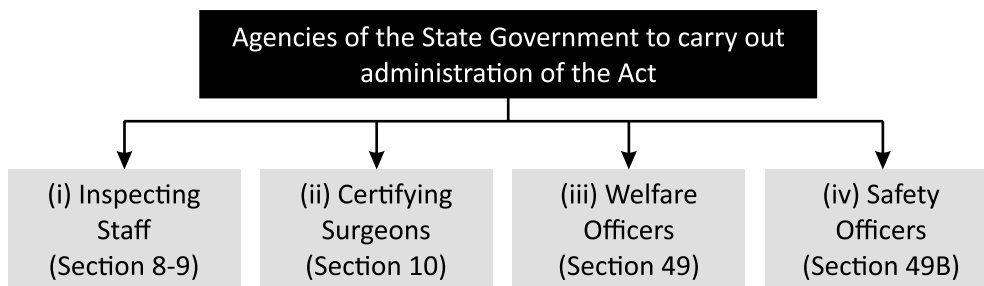 Agencies of the State Government to carry out
administration of the Act
(i) Inspecting
Staff
(Section 8-9)
(ii) Certifying
Surgeons
(Section 10)
(iii) Welfare
Officers
(Section 49)
(iv) Safety
Officers
(Section 49B)